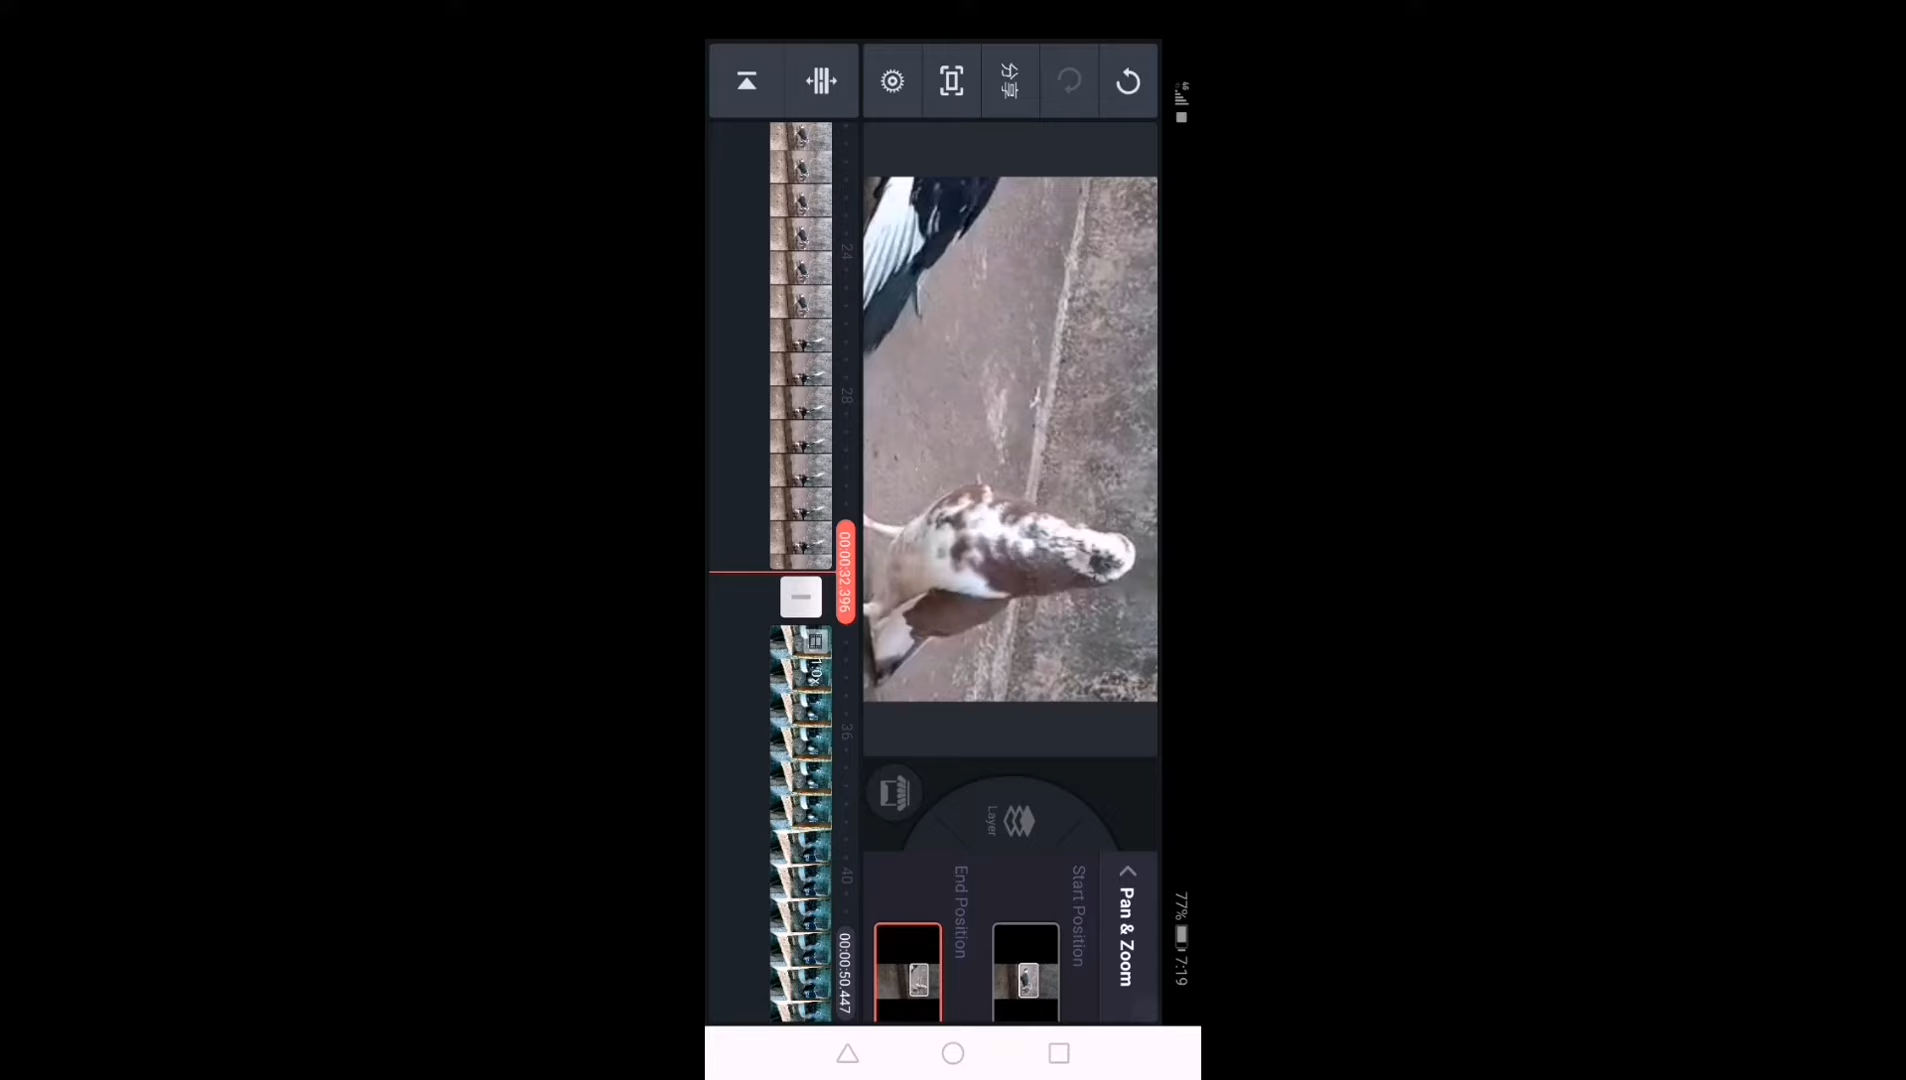 4G
77% 7:19
分享
Pan & Zoom
Start Position
End Position
Layer
24
28
00:00:32.396
36
40
00:00:50.447
1.0x